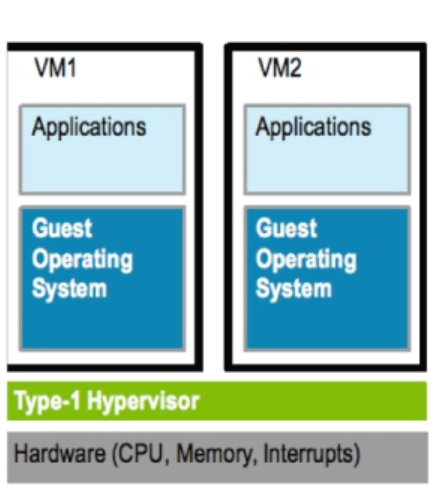 VM1
Applications
Guest
Operating
System
VM2
Applications
Guest
Operating
System
Type-1 Hypervisor
Hardware (CPU, Memory, Interrupts)